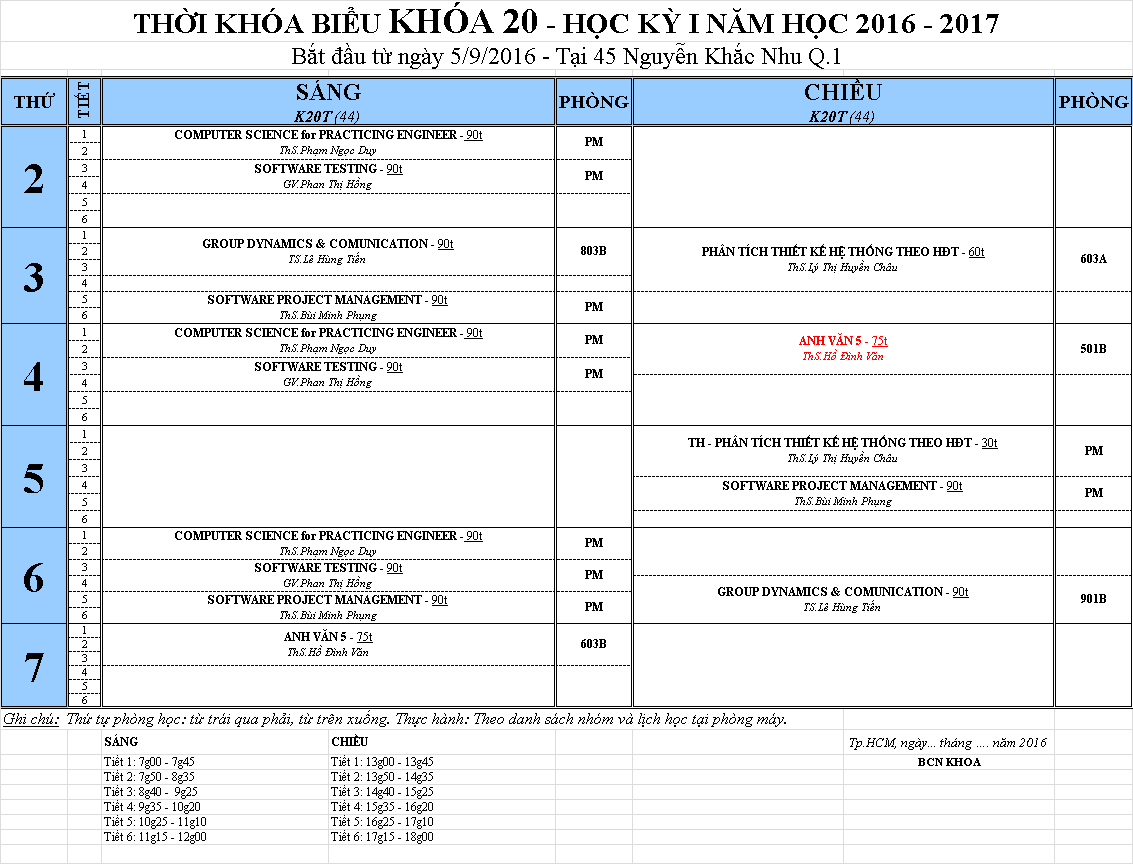 THỜI KHÓA BIỂU KHÓA 20 - HỌC KỲ I NĂM HỌC 2016 - 2017
Bắt đầu từ ngày 5/9/2016 - Tại 45 Nguyễn Khắc Nhu Q.1
THỨ TIẾT SÁNG PHÒNG CHIỀU PHÒNG
K20T (44) K20T (44)
2
1 COMPUTER SCIENCE for PRACTICING ENGINEER - 90t PM
2 ThS.Phạm Ngọc Duy
3 SOFTWARE TESTING - 90t PM
4 GV.Phan Thị Hồng
5
6
3
1
2 GROUP DYNAMICS & COMUNICATION - 90t 803B PHÂN TÍCH THIẾT KẾ HỆ THỐNG THEO HĐT - 60t 603A
3 TS.Lê Hùng Tiến ThS.Lý Thị Huyền Châu
4
5 SOFTWARE PROJECT MANAGEMENT - 90t PM
6 ThS.Bùi Minh Phụng
4
1 COMPUTER SCIENCE for PRACTICING ENGINEER - 90t PM ANH VĂN 5 - 75t 501B
2 ThS.Phạm Ngọc Duy ThS.Hồ Đình Văn
3 SOFTWARE TESTING - 90t PM
4 GV.Phan Thị Hồng
5
6
5
1
2 TH - PHÂN TÍCH THIẾT KẾ HỆ THỐNG THEO HĐT - 30t PM
3 ThS.Lý Thị Huyền Châu
4 SOFTWARE PROJECT MANAGEMENT - 90t PM
5 ThS.Bùi Minh Phụng
6
6
1 COMPUTER SCIENCE for PRACTICING ENGINEER - 90t PM
2 ThS.Phạm Ngọc Duy
3 SOFTWARE TESTING - 90t PM
4 GV.Phan Thị Hồng GROUP DYNAMICS & COMUNICATION - 90t 901B
5 SOFTWARE PROJECT MANAGEMENT - 90t PM TS.Lê Hùng Tiến
6 ThS.Bùi Minh Phụng
7
1 ANH VĂN 5 - 75t 603B
2 ThS.Hồ Đình Văn
3
4
5
6
Ghi chú: Thứ tự phòng học: từ trái qua phải, từ trên xuống. Thực hành: Theo danh sách nhóm và lịch học tại phòng máy.
SÁNG CHIỀU Tp.HCM, ngày... tháng .... năm 2016
Tiết 1: 7g00 - 7g45 Tiết 1: 13g00 - 13g45 BCN KHOA
Tiết 2: 7g50 - 8g35 Tiết 2: 13g50 - 14g35
Tiết 3: 8g40 - 9g25 Tiết 3: 14g40 - 15g25
Tiết 4: 9g35 - 10g20 Tiết 4: 15g35 - 16g20
Tiết 5: 10g25 - 11g10 Tiết 5: 16g25 - 17g10
Tiết 6: 11g15 - 12g00 Tiết 6: 17g15 - 18g00